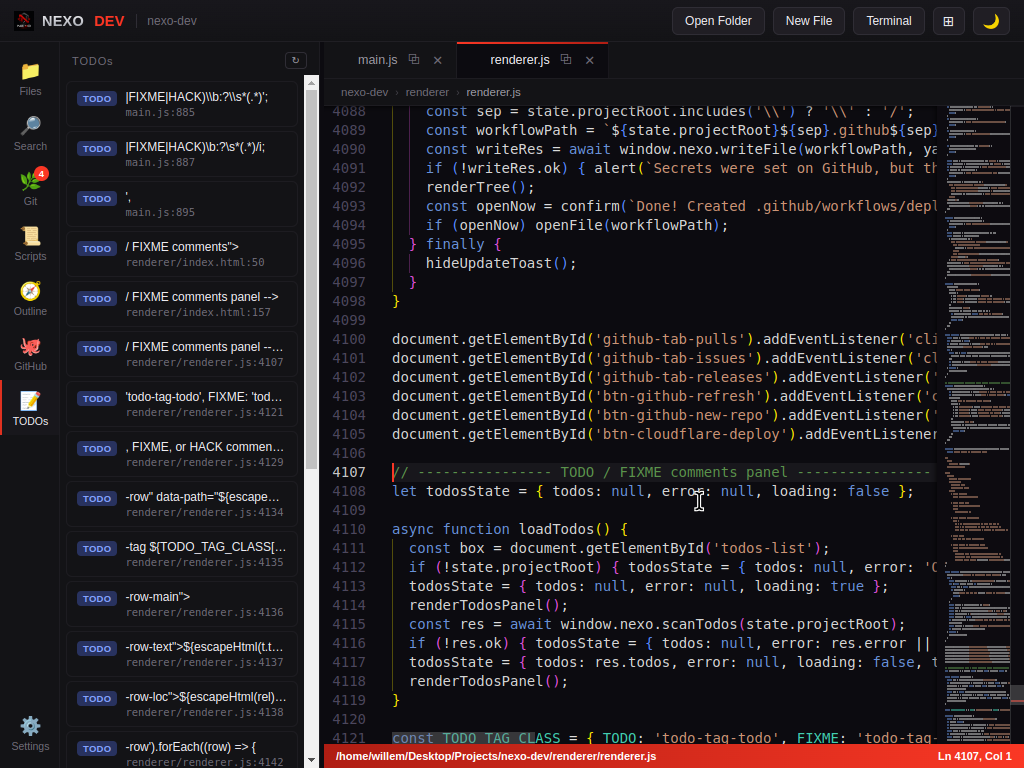 NEXO DEV nexo-dev
Open Folder
New File
Terminal
Files
Search
4
Git
Scripts
Outline
GitHub
TODOs
Settings
TODOs
TODO |FIXME|HACK)\\b:?\\s*(.*)';
main.js:885
TODO |FIXME|HACK)\b:?\s*(.*)/i;
main.js:887
TODO ',
main.js:895
TODO / FIXME comments">
renderer/index.html:50
TODO / FIXME comments panel -->
renderer/index.html:157
TODO / FIXME comments panel --…
renderer/renderer.js:4107
TODO 'todo-tag-todo', FIXME: 'tod…
renderer/renderer.js:4121
TODO , FIXME, or HACK commen…
renderer/renderer.js:4129
TODO -row" data-path="${escape…
renderer/renderer.js:4134
TODO -tag ${TODO_TAG_CLASS[…
renderer/renderer.js:4135
TODO -row-main">
renderer/renderer.js:4136
TODO -row-text">${escapeHtml(t.t…
renderer/renderer.js:4137
TODO -row-loc">${escapeHtml(rel)…
renderer/renderer.js:4138
TODO -row').forEach((row) => {
renderer/renderer.js:4142
main.js
renderer.js
nexo-dev › renderer › renderer.js
4088 const sep = state.projectRoot.includes('\\') ? '\\' : '/';
4089 const workflowPath = `${state.projectRoot}${sep}.github${sep}
4090 const writeRes = await window.nexo.writeFile(workflowPath, ya
4091 if (!writeRes.ok) { alert(`Secrets were set on GitHub, but th
4092 renderTree();
4093 const openNow = confirm(`Done! Created .github/workflows/depl
4094 if (openNow) openFile(workflowPath);
4095 } finally {
4096 hideUpdateToast();
4097 }
4098 }
4099
4100 document.getElementById('github-tab-pulls').addEventListener('cli
4101 document.getElementById('github-tab-issues').addEventListener('cl
4102 document.getElementById('github-tab-releases').addEventListener('
4103 document.getElementById('btn-github-refresh').addEventListener('c
4104 document.getElementById('btn-github-new-repo').addEventListener('
4105 document.getElementById('btn-cloudflare-deploy').addEventListener
4106
4107 // ---------------- TODO / FIXME comments panel ----------------
4108 let todosState = { todos: null, error: null, loading: false };
4109
4110 async function loadTodos() {
4111 const box = document.getElementById('todos-list');
4112 if (!state.projectRoot) { todosState = { todos: null, error: 'O
4113 todosState = { todos: null, error: null, loading: true };
4114 renderTodosPanel();
4115 const res = await window.nexo.scanTodos(state.projectRoot);
4116 if (!res.ok) { todosState = { todos: null, error: res.error ||
4117 todosState = { todos: res.todos, error: null, loading: false, t
4118 renderTodosPanel();
4119 }
4120
4121 const TODO_TAG_CLASS = { TODO: 'todo-tag-todo', FIXME: 'todo-tag-
/home/willem/Desktop/Projects/nexo-dev/renderer/renderer.js
Ln 4107, Col 1